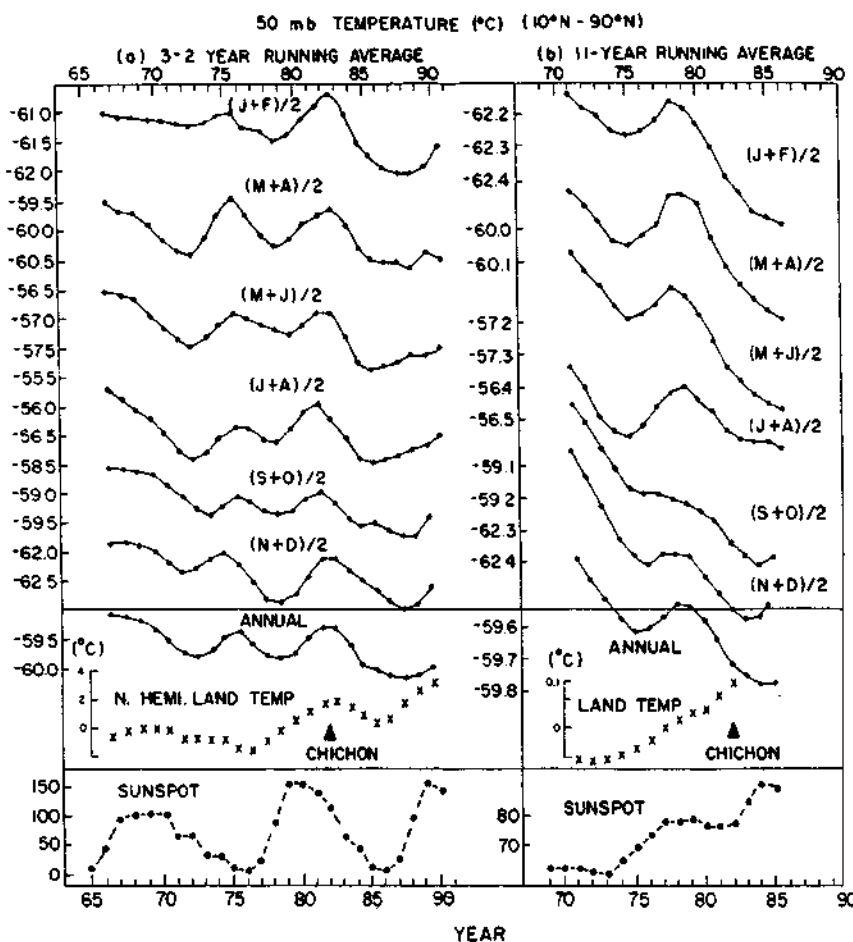 50 mb TEMPERATURE (°C) (10°N - 90°N)
(a) 3-2 YEAR RUNNING AVERAGE
65 70 75 80 85 90
-61.0
-61.5
-62.0
(J+F)/2
-59.5
-60.0
-60.5
(M+A)/2
-56.5
-57.0
-57.5
(M+J)/2
-55.5
-56.0
-56.5
(J+A)/2
-58.5
-59.0
-59.5
(S+O)/2
-62.0
-62.5
(N+D)/2
-59.5
-60.0
ANNUAL
(°C)
4
2
0
N. HEMI. LAND TEMP
CHICHON
150
100
50
0
SUNSPOT
65 70 75 80 85 90
(b) 11-YEAR RUNNING AVERAGE
70 75 80 85 90
-62.2
-62.3
-62.4
(J+F)/2
-60.0
-60.1
(M+A)/2
-57.2
-57.3
(M+J)/2
-56.4
-56.5
(J+A)/2
-59.1
-59.2
(S+O)/2
-62.3
-62.4
(N+D)/2
-59.6
-59.7
-59.8
ANNUAL
(°C)
0.1
0
LAND TEMP
CHICHON
80
70
SUNSPOT
70 75 80 85 90
YEAR